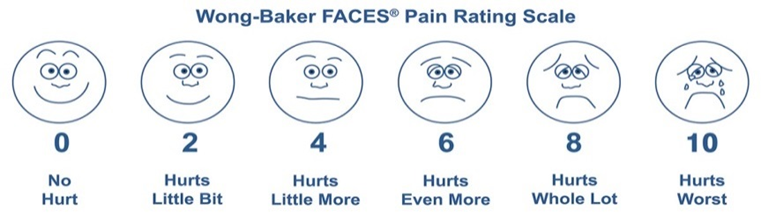 Wong-Baker FACES® Pain Rating Scale
0 2 4 6 8 10
No Hurts Hurts Hurts Hurts Hurts
Hurt Little Bit Little More Even More Whole Lot Worst